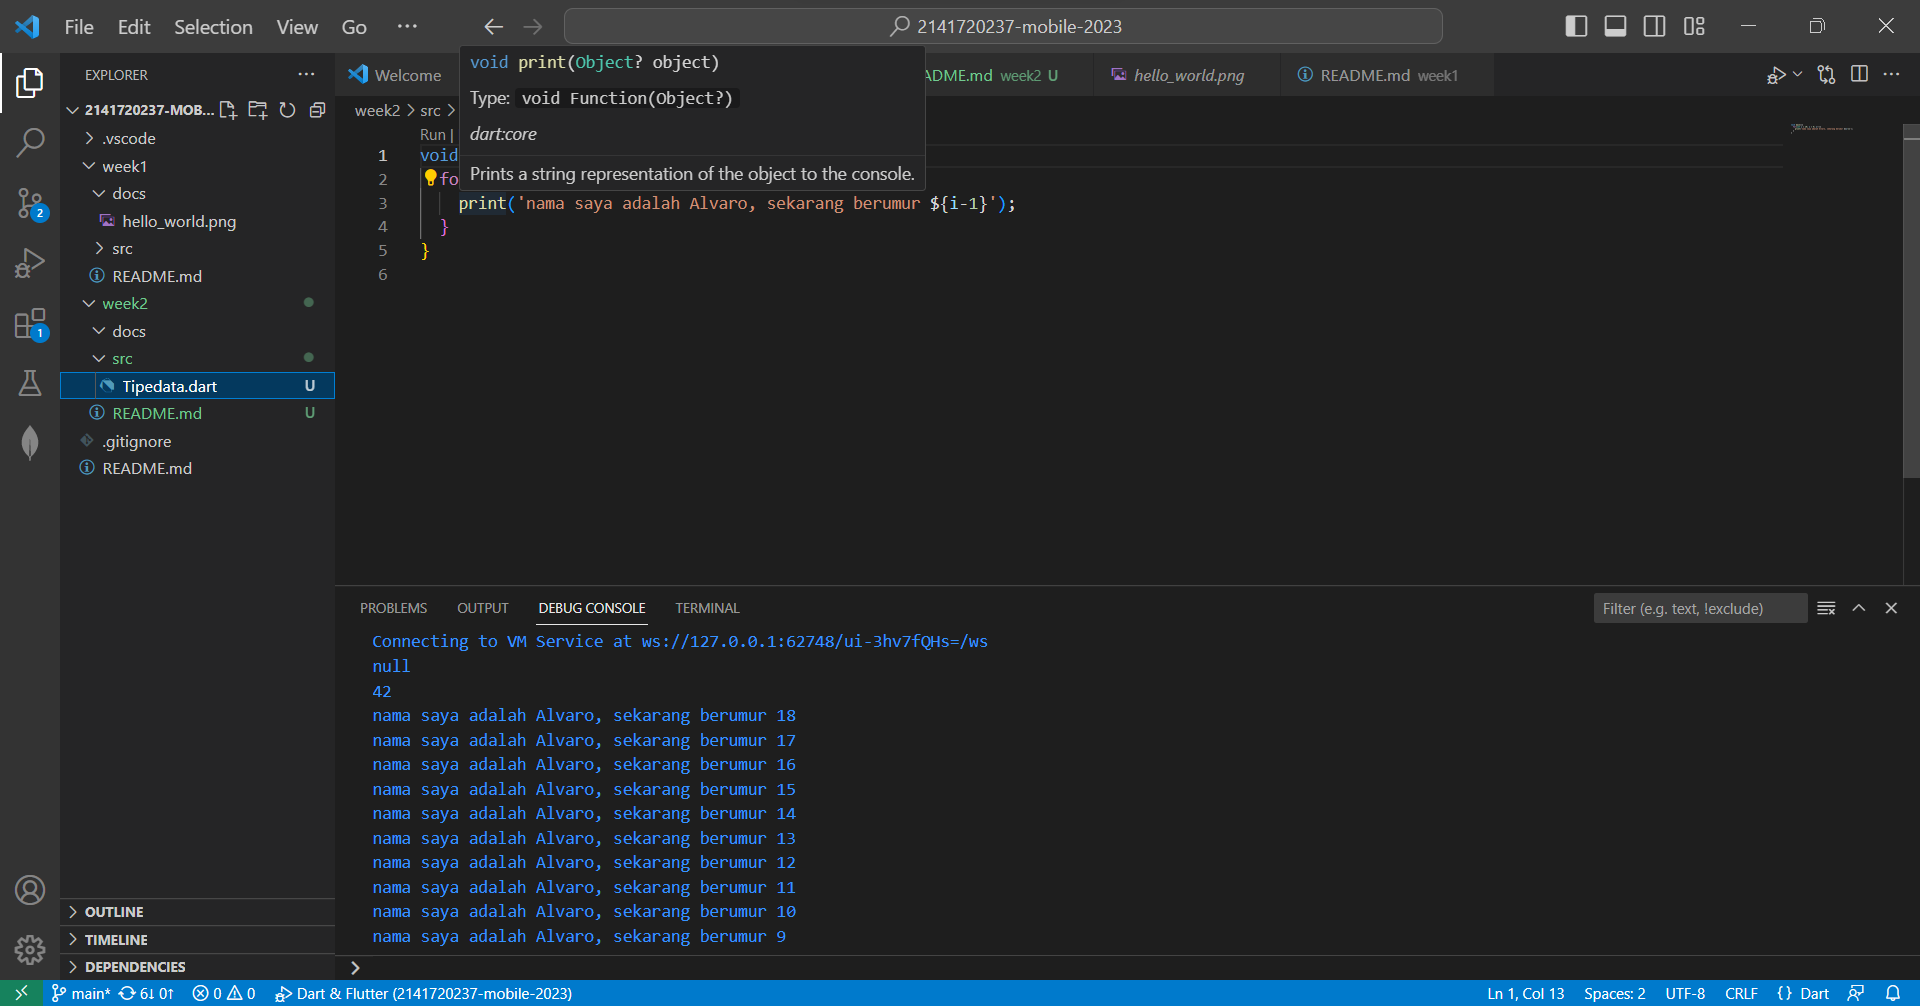 File Edit Selection View Go ··· 2141720237-mobile-2023
EXPLORER ···
2141720237-MOB...
.vscode
week1
docs
hello_world.png
src
README.md
week2
docs
src
Tipedata.dart U
README.md U
.gitignore
README.md
OUTLINE
TIMELINE
DEPENDENCIES
Welcome
ADME.md week2 U
hello_world.png
README.md week1
week2 > src >
void print(Object? object)
Type: void Function(Object?)
dart:core
Prints a string representation of the object to the console.
Run |
1 void
2 fo
3 print('nama saya adalah Alvaro, sekarang berumur ${i-1}');
4 }
5 }
6
PROBLEMS OUTPUT DEBUG CONSOLE TERMINAL Filter (e.g. text, !exclude)
Connecting to VM Service at ws://127.0.0.1:62748/ui-3hv7fQHs=/ws
null
42
nama saya adalah Alvaro, sekarang berumur 18
nama saya adalah Alvaro, sekarang berumur 17
nama saya adalah Alvaro, sekarang berumur 16
nama saya adalah Alvaro, sekarang berumur 15
nama saya adalah Alvaro, sekarang berumur 14
nama saya adalah Alvaro, sekarang berumur 13
nama saya adalah Alvaro, sekarang berumur 12
nama saya adalah Alvaro, sekarang berumur 11
nama saya adalah Alvaro, sekarang berumur 10
nama saya adalah Alvaro, sekarang berumur 9
>
2
1
main* 6↓ 0↑ 0 0 Dart & Flutter (2141720237-mobile-2023) Ln 1, Col 13 Spaces: 2 UTF-8 CRLF {} Dart